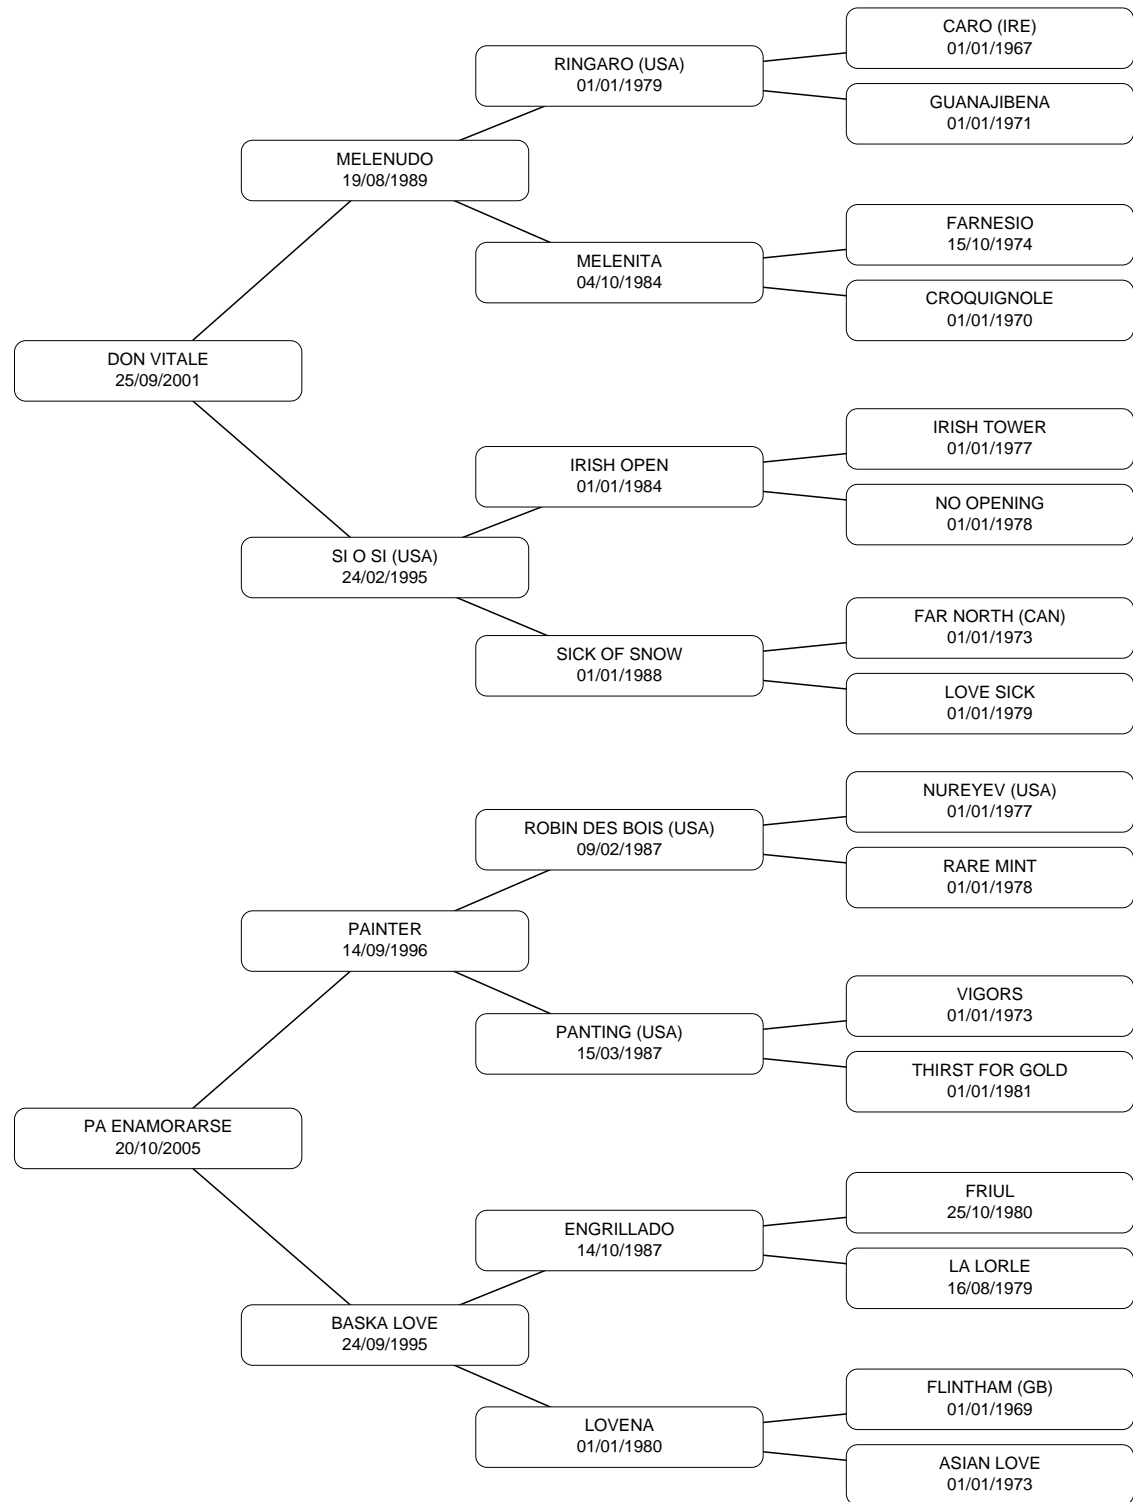 CARO (IRE)
01/01/1967
RINGARO (USA)
01/01/1979
GUANAJIBENA
01/01/1971
MELENUDO
19/08/1989
FARNESIO
15/10/1974
MELENITA
04/10/1984
CROQUIGNOLE
01/01/1970
DON VITALE
25/09/2001
IRISH TOWER
01/01/1977
IRISH OPEN
01/01/1984
NO OPENING
01/01/1978
SI O SI (USA)
24/02/1995
FAR NORTH (CAN)
01/01/1973
SICK OF SNOW
01/01/1988
LOVE SICK
01/01/1979
NUREYEV (USA)
01/01/1977
ROBIN DES BOIS (USA)
09/02/1987
RARE MINT
01/01/1978
PAINTER
14/09/1996
VIGORS
01/01/1973
PANTING (USA)
15/03/1987
THIRST FOR GOLD
01/01/1981
PA ENAMORARSE
20/10/2005
FRIUL
25/10/1980
ENGRILLADO
14/10/1987
LA LORLE
16/08/1979
BASKA LOVE
24/09/1995
FLINTHAM (GB)
01/01/1969
LOVENA
01/01/1980
ASIAN LOVE
01/01/1973